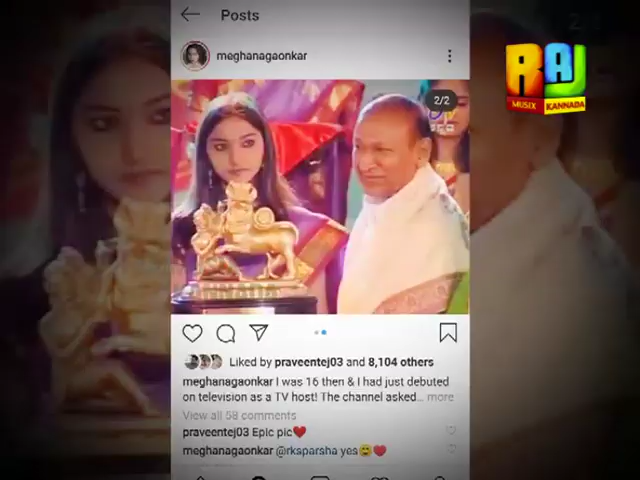 Posts
meghanagaonkar
2/2
RAJ
MUSIX KANNADA
Liked by praveentej03 and 8,104 others
meghanagaonkar I was 16 then & I had just debuted
on television as a TV host! The channel asked... more
View all 58 comments
praveentej03 Epic pic❤️
meghanagaonkar @rksparsha yes😄❤️